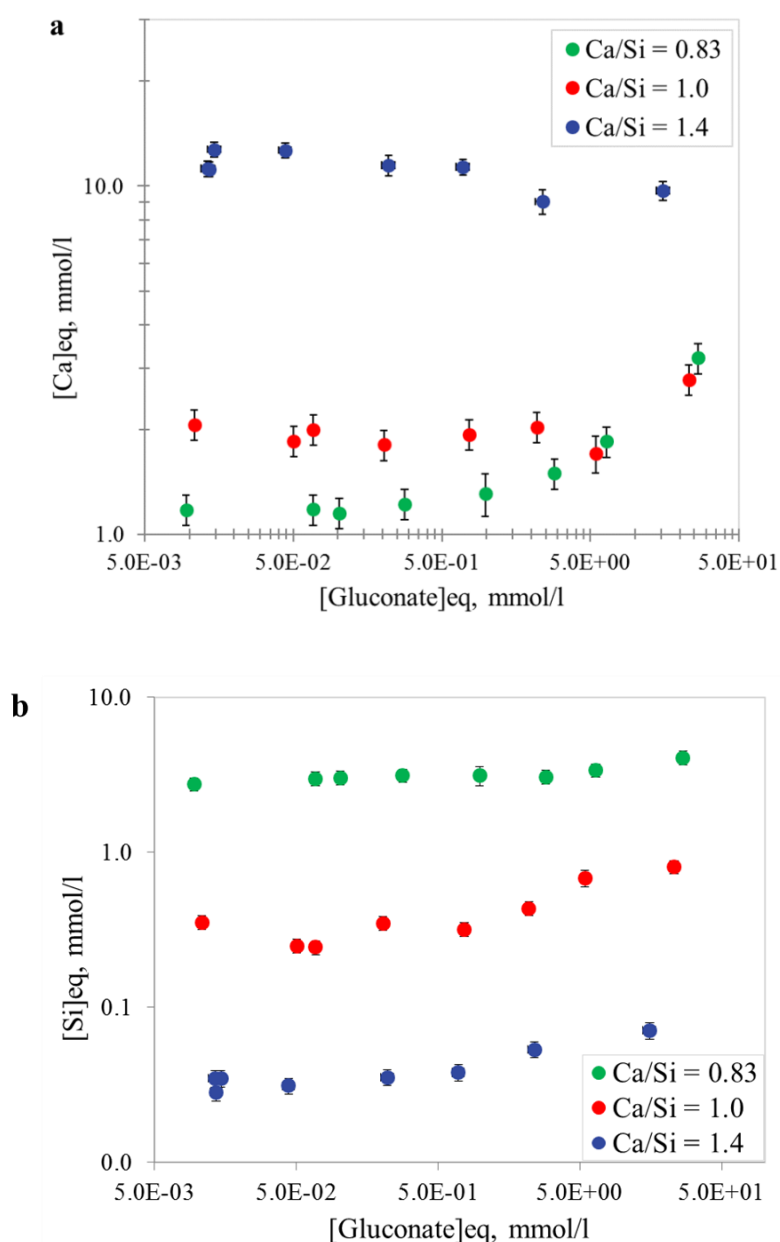 a
Ca/Si = 0.83
Ca/Si = 1.0
Ca/Si = 1.4
10.0
1.0
[Ca]eq, mmol/l
5.0E-03 5.0E-02 5.0E-01 5.0E+00 5.0E+01
[Gluconate]eq, mmol/l
b
10.0
1.0
0.1
0.0
[Si]eq, mmol/l
Ca/Si = 0.83
Ca/Si = 1.0
Ca/Si = 1.4
5.0E-03 5.0E-02 5.0E-01 5.0E+00 5.0E+01
[Gluconate]eq, mmol/l